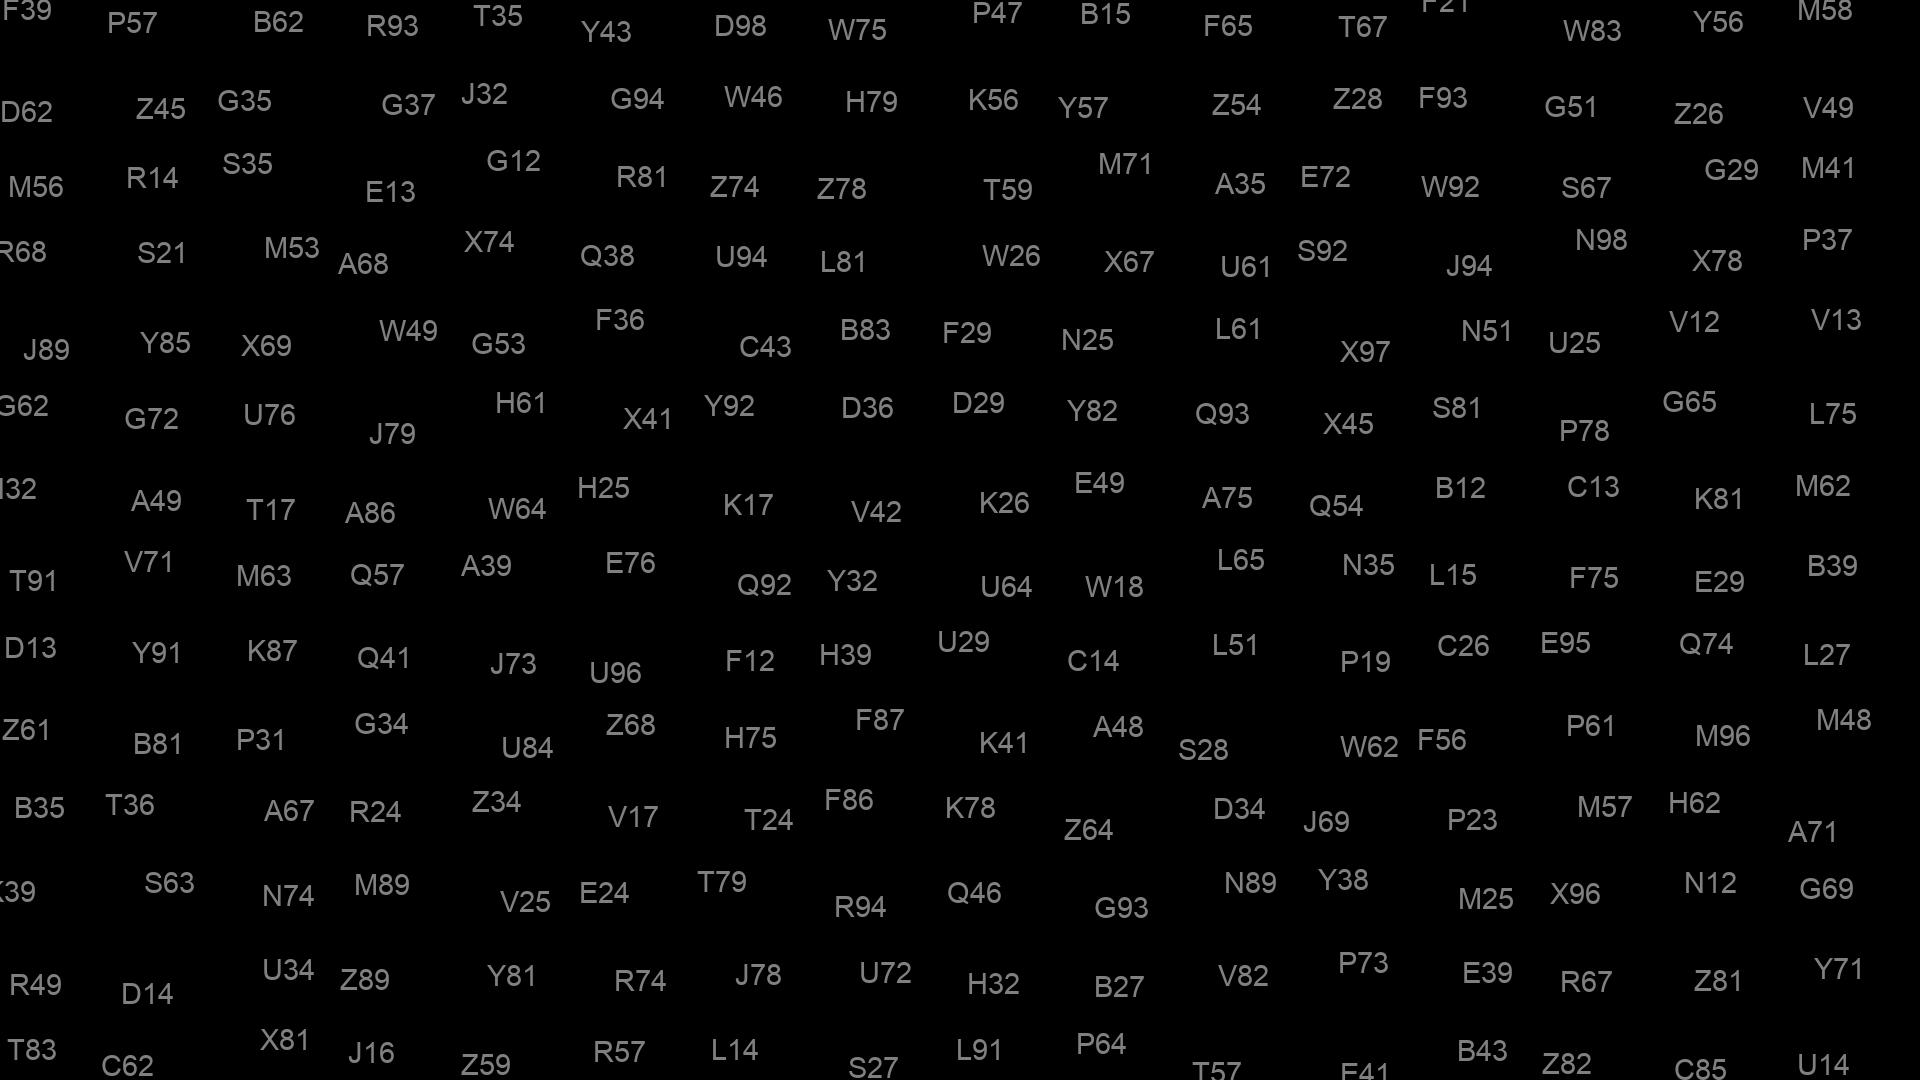 F39 P57 B62 R93 T35 Y43 D98 W75 P47 B15 F65 T67 F21 W83 Y56 M58
D62 Z45 G35 G37 J32 G94 W46 H79 K56 Y57 Z54 Z28 F93 G51 Z26 V49
M56 R14 S35 E13 G12 R81 Z74 Z78 T59 M71 A35 E72 W92 S67 G29 M41
R68 S21 M53 A68 X74 Q38 U94 L81 W26 X67 U61 S92 J94 N98 X78 P37
J89 Y85 X69 W49 G53 F36 C43 B83 F29 N25 L61 X97 N51 U25 V12 V13
G62 G72 U76 J79 H61 X41 Y92 D36 D29 Y82 Q93 X45 S81 P78 G65 L75
A49 T17 A86 W64 H25 K17 V42 K26 E49 A75 Q54 B12 C13 K81 M62
T91 V71 M63 Q57 A39 E76 Q92 Y32 U64 W18 L65 N35 L15 F75 E29 B39
D13 Y91 K87 Q41 J73 U96 F12 H39 U29 C14 L51 P19 C26 E95 Q74 L27
Z61 B81 P31 G34 U84 Z68 H75 F87 K41 A48 S28 W62 F56 P61 M96 M48
B35 T36 A67 R24 Z34 V17 T24 F86 K78 Z64 D34 J69 P23 M57 H62 A71
S63 N74 M89 V25 E24 T79 R94 Q46 G93 N89 Y38 M25 X96 N12 G69
R49 D14 U34 Z89 Y81 R74 J78 U72 H32 B27 V82 P73 E39 R67 Z81 Y71
T83 C62 X81 J16 Z59 R57 L14 S27 L91 P64 T57 B43 Z82 C85 U14